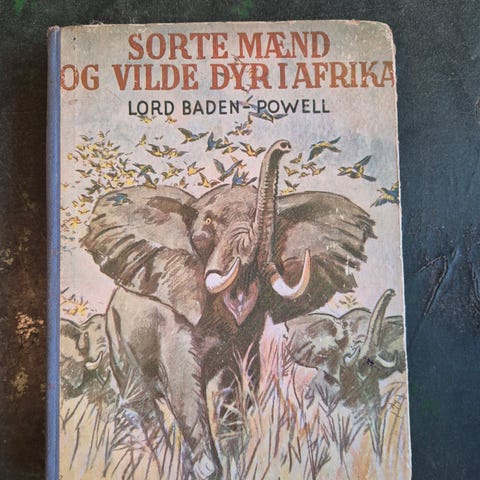 SORTE MÆND
OG VILDE DYR I AFRIKA
LORD BADEN-POWELL